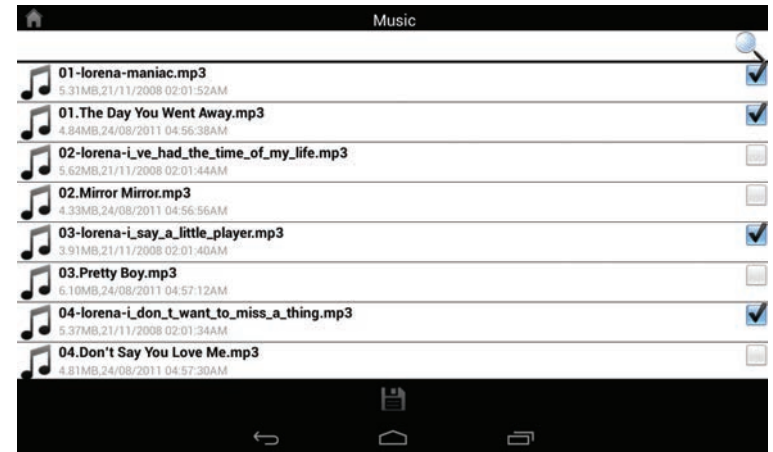 Music
01-lorena-maniac.mp3
5.31MB,21/11/2008 02:01:52AM
01.The Day You Went Away.mp3
4.84MB,24/08/2011 04:56:38AM
02-lorena-i_ve_had_the_time_of_my_life.mp3
5.62MB,21/11/2008 02:01:44AM
02.Mirror Mirror.mp3
4.33MB,24/08/2011 04:56:56AM
03-lorena-i_say_a_little_player.mp3
3.91MB,21/11/2008 02:01:40AM
03.Pretty Boy.mp3
6.10MB,24/08/2011 04:57:12AM
04-lorena-i_don_t_want_to_miss_a_thing.mp3
5.37MB,21/11/2008 02:01:34AM
04.Don't Say You Love Me.mp3
4.81MB,24/08/2011 04:57:30AM